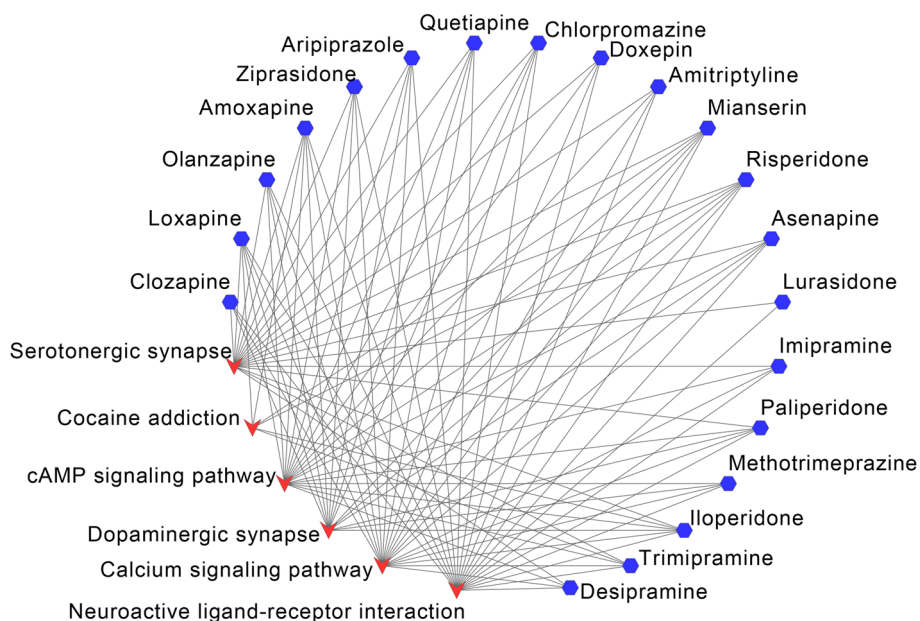 Quetiapine
Chlorpromazine
Aripiprazole
Doxepin
Ziprasidone
Amitriptyline
Amoxapine
Mianserin
Olanzapine
Risperidone
Loxapine
Asenapine
Clozapine
Lurasidone
Serotonergic synapse
Imipramine
Cocaine addiction
Paliperidone
cAMP signaling pathway
Methotrimeprazine
Dopaminergic synapse
Iloperidone
Calcium signaling pathway
Trimipramine
Neuroactive ligand-receptor interaction
Desipramine